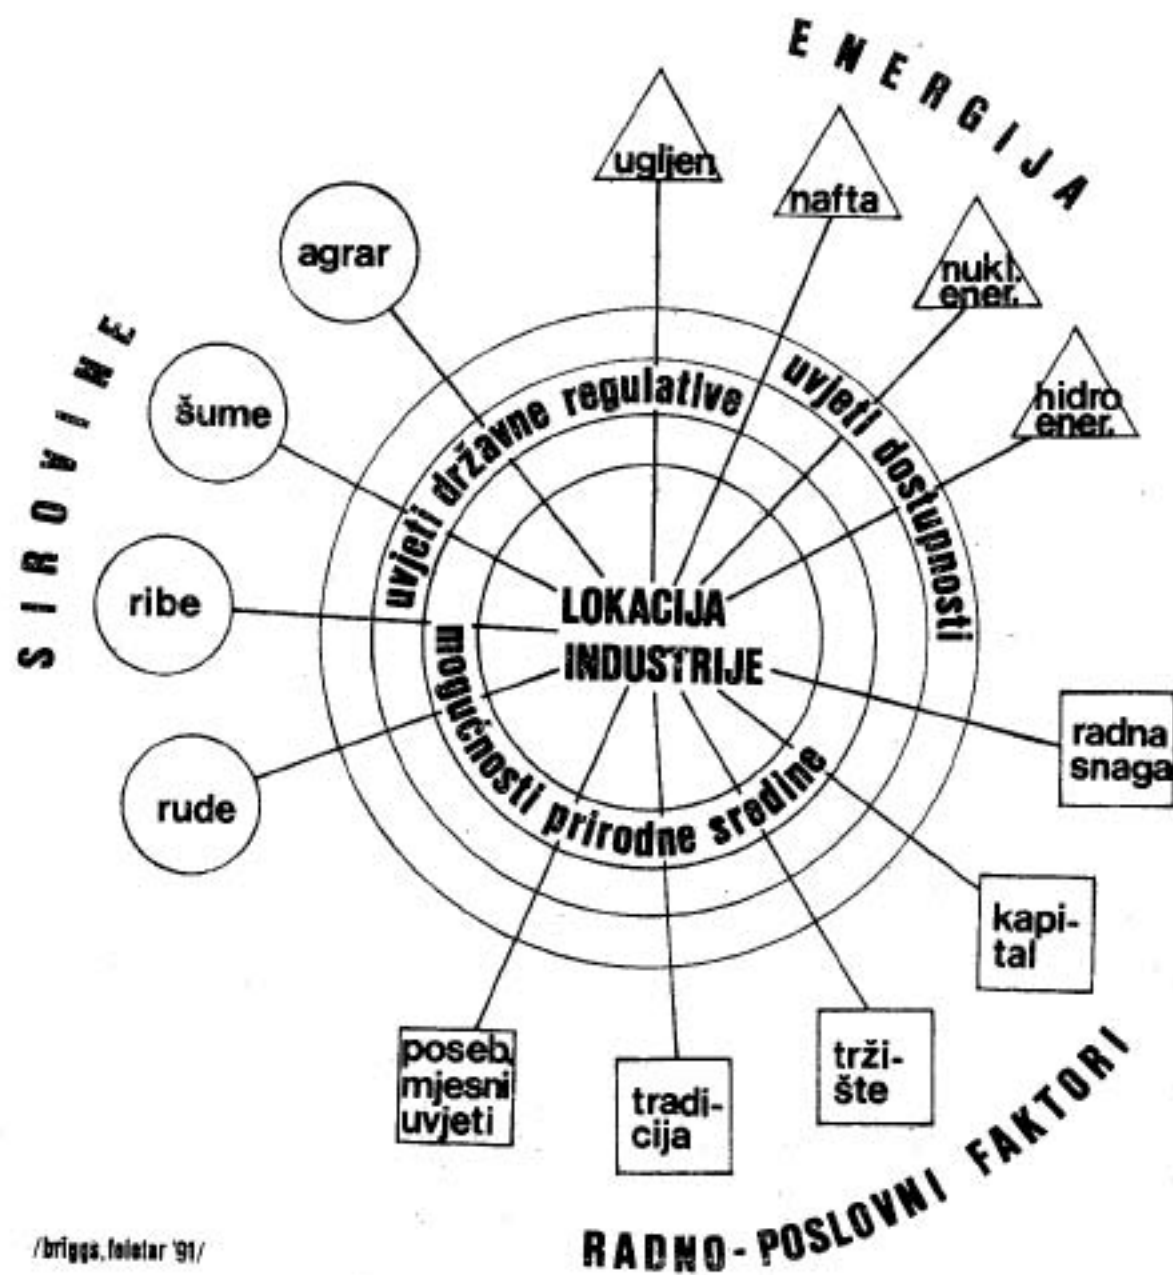 ENERGIJA
ugljen
nafta
nukl.
ener.
hidro
ener.
SIROVINE
agrar
šume
ribe
rude
uvjeti državne regulative
uvjeti dostupnosti
mogućnosti prirodne sredine
LOKACIJA
INDUSTRIJE
radna
snaga
kapi-
tal
trži-
šte
tradi-
cija
poseb.
mjesni
uvjeti
RADNO-POSLOVNI FAKTORI
/briggs, feletar '91/